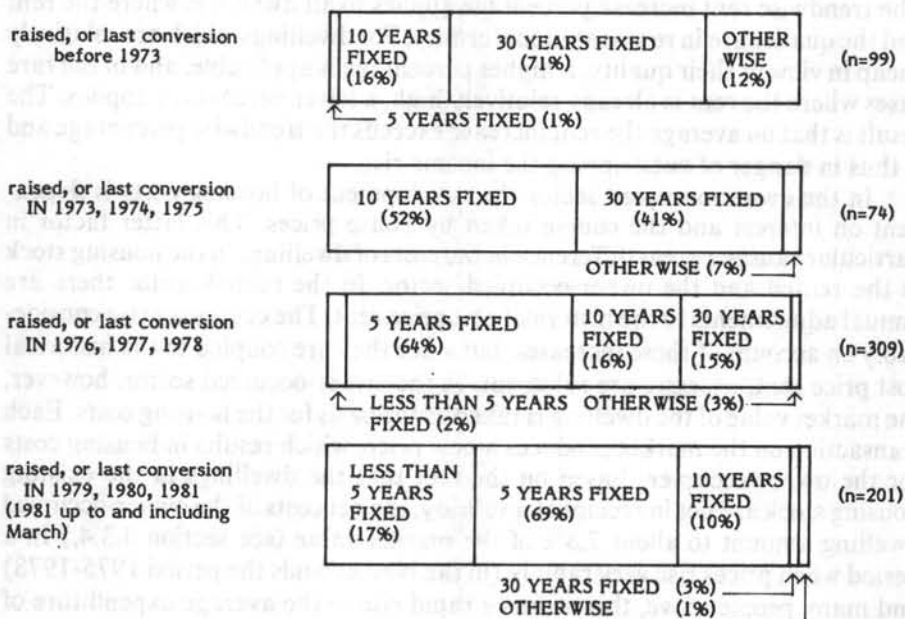 raised, or last conversion
before 1973
10 YEARS
FIXED
(16%)
30 YEARS FIXED
(71%)
OTHER
WISE
(12%)
(n=99)
5 YEARS FIXED (1%)
raised, or last conversion
IN 1973, 1974, 1975
10 YEARS FIXED
(52%)
30 YEARS FIXED
(41%)
(n=74)
OTHERWISE (7%)
raised, or last conversion
IN 1976, 1977, 1978
5 YEARS FIXED
(64%)
10 YEARS
FIXED
(16%)
30 YEARS
FIXED
(15%)
(n=309)
LESS THAN 5 YEARS
FIXED (2%)
OTHERWISE (3%)
raised, or last conversion
IN 1979, 1980, 1981
(1981 up to and including
March)
LESS THAN
5 YEARS
FIXED
(17%)
5 YEARS FIXED
(69%)
10 YEARS
FIXED
(10%)
(n=201)
30 YEARS FIXED (3%)
OTHERWISE (1%)